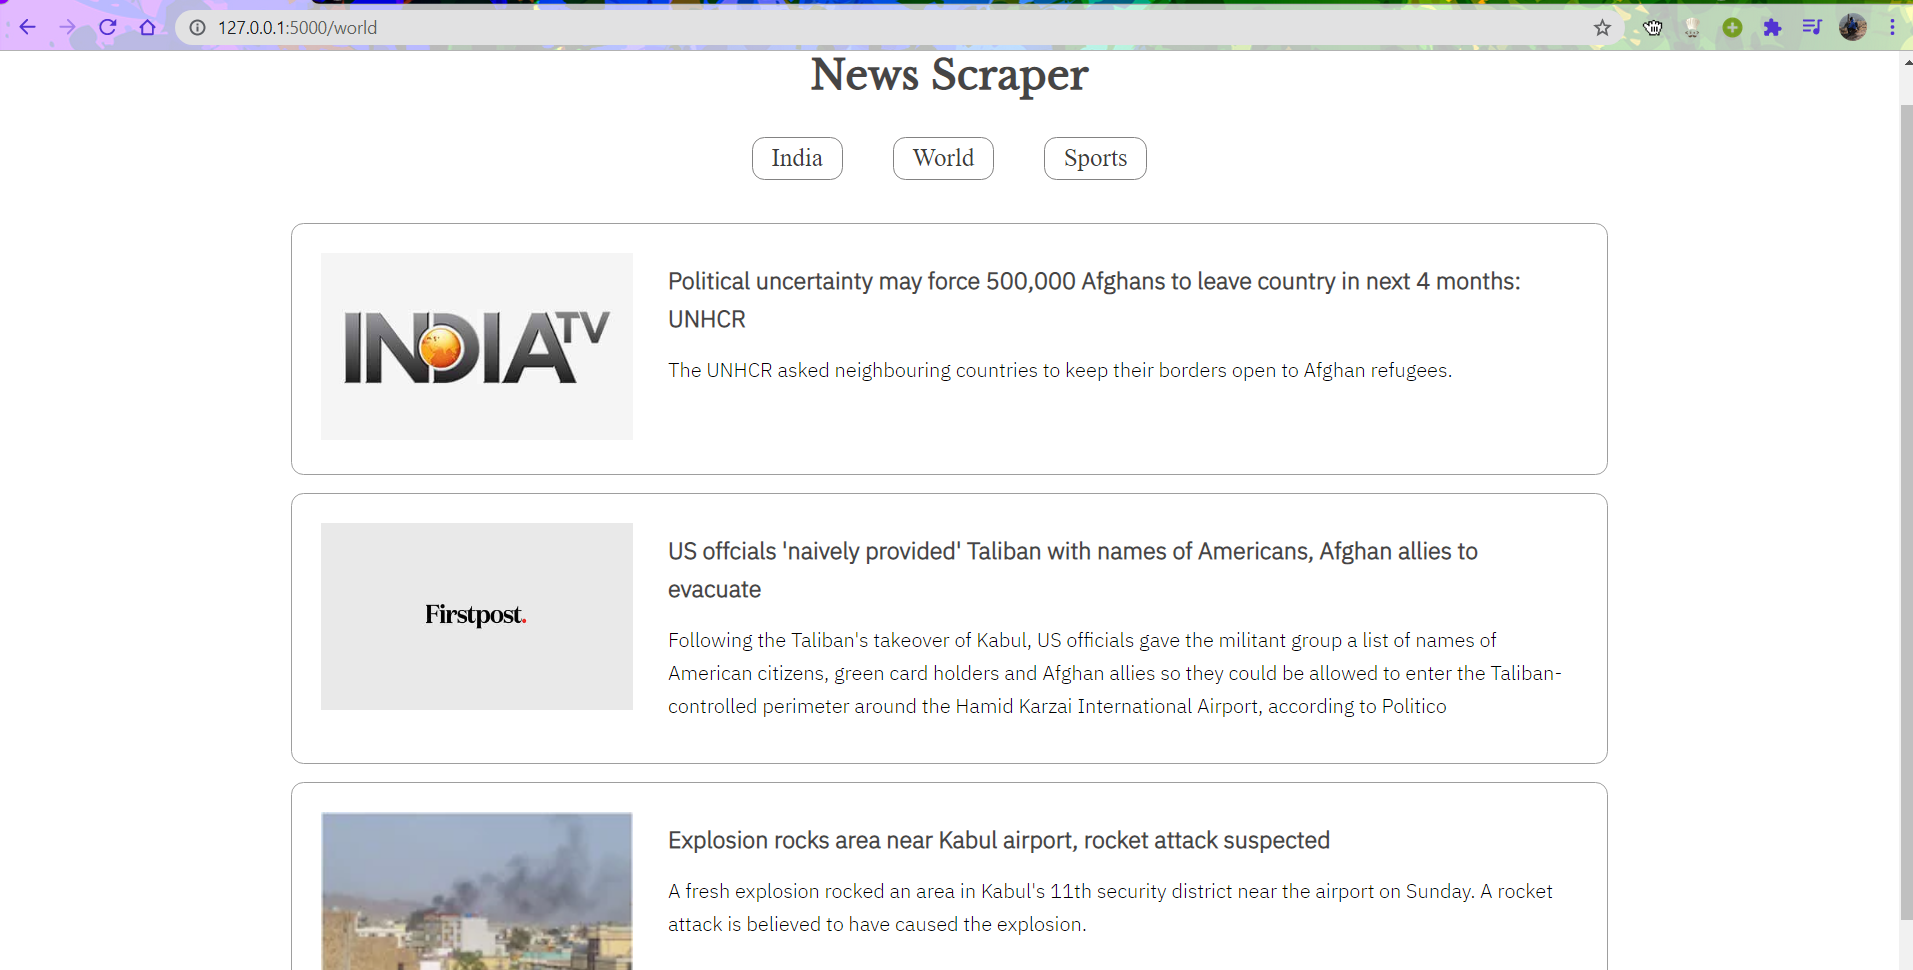 127.0.0.1:5000/world
News Scraper
India
World
Sports
INDIA TV
Political uncertainty may force 500,000 Afghans to leave country in next 4 months:
UNHCR
The UNHCR asked neighbouring countries to keep their borders open to Afghan refugees.
Firstpost.
US offcials 'naively provided' Taliban with names of Americans, Afghan allies to
evacuate
Following the Taliban's takeover of Kabul, US officials gave the militant group a list of names of
American citizens, green card holders and Afghan allies so they could be allowed to enter the Taliban-
controlled perimeter around the Hamid Karzai International Airport, according to Politico
Explosion rocks area near Kabul airport, rocket attack suspected
A fresh explosion rocked an area in Kabul's 11th security district near the airport on Sunday. A rocket
attack is believed to have caused the explosion.